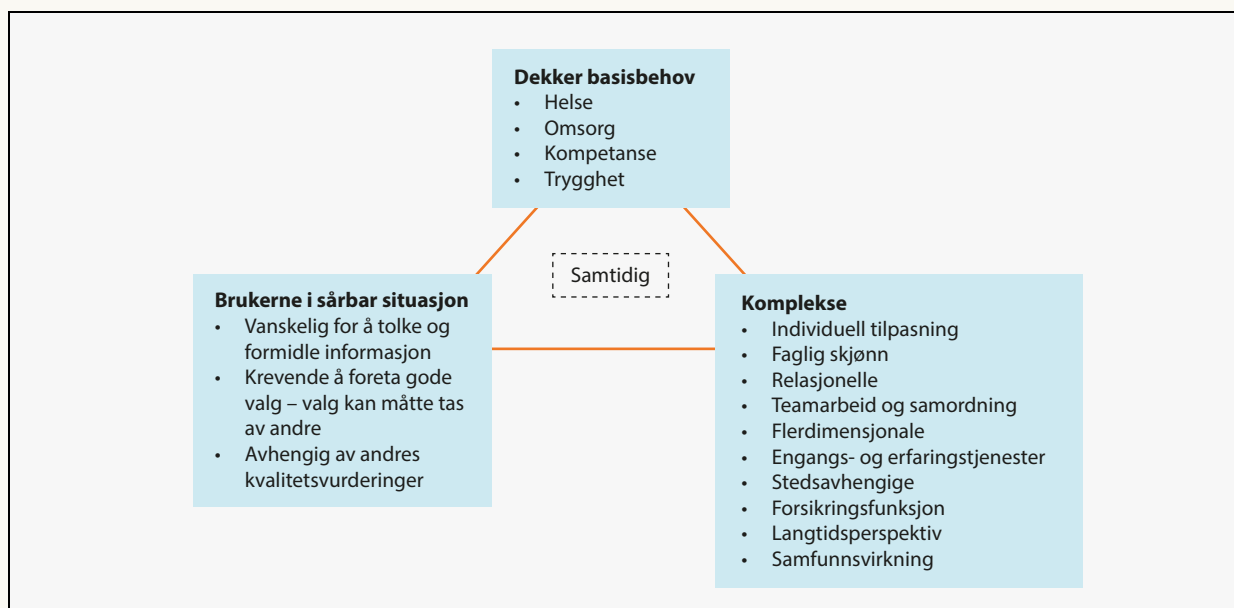 Dekker basisbehov
• Helse
• Omsorg
• Kompetanse
• Trygghet
Samtidig
Brukerne i sårbar situasjon
• Vanskelig for å tolke og
formidle informasjon
• Krevende å foreta gode
valg – valg kan måtte tas
av andre
• Avhengig av andres
kvalitetsvurderinger
Komplekse
• Individuell tilpasning
• Faglig skjønn
• Relasjonelle
• Teamarbeid og samordning
• Flerdimensjonale
• Engangs- og erfaringstjenester
• Stedsavhengige
• Forsikringsfunksjon
• Langtidsperspektiv
• Samfunnsvirkning